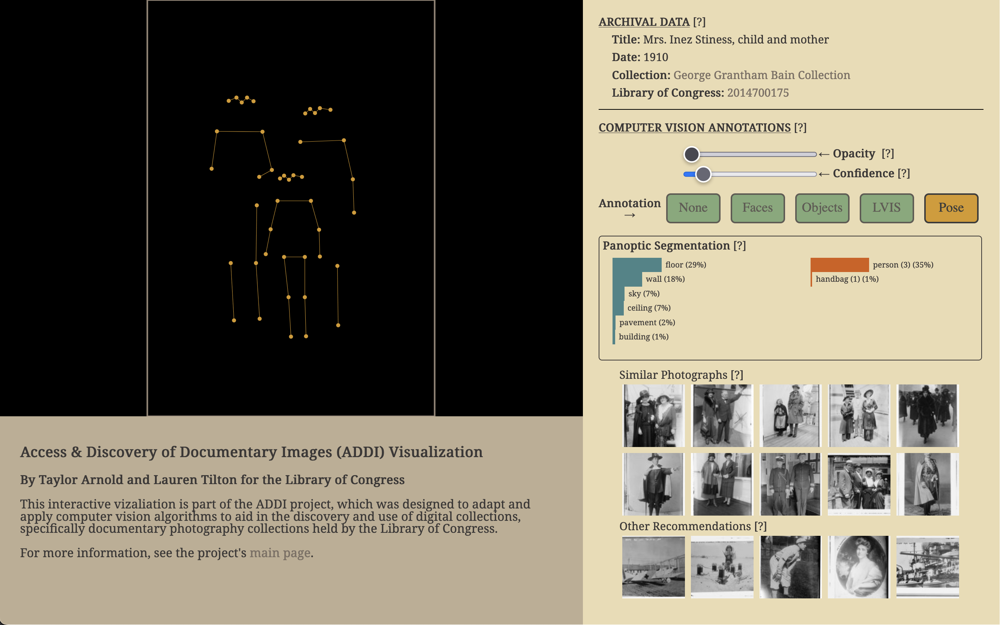 ARCHIVAL DATA [?]
Title: Mrs. Inez Stiness, child and mother
Date: 1910
Collection: George Grantham Bain Collection
Library of Congress: 2014700175
COMPUTER VISION ANNOTATIONS [?]
← Opacity [?]
← Confidence [?]
Annotation →
None
Faces
Objects
LVIS
Pose
Panoptic Segmentation [?]
floor (29%)
wall (18%)
sky (7%)
ceiling (7%)
pavement (2%)
building (1%)
person (3) (35%)
handbag (1) (1%)
Similar Photographs [?]
Other Recommendations [?]
Access & Discovery of Documentary Images (ADDI) Visualization
By Taylor Arnold and Lauren Tilton for the Library of Congress
This interactive vizaliation is part of the ADDI project, which was designed to adapt and
apply computer vision algorithms to aid in the discovery and use of digital collections,
specifically documentary photography collections held by the Library of Congress.
For more information, see the project's main page.